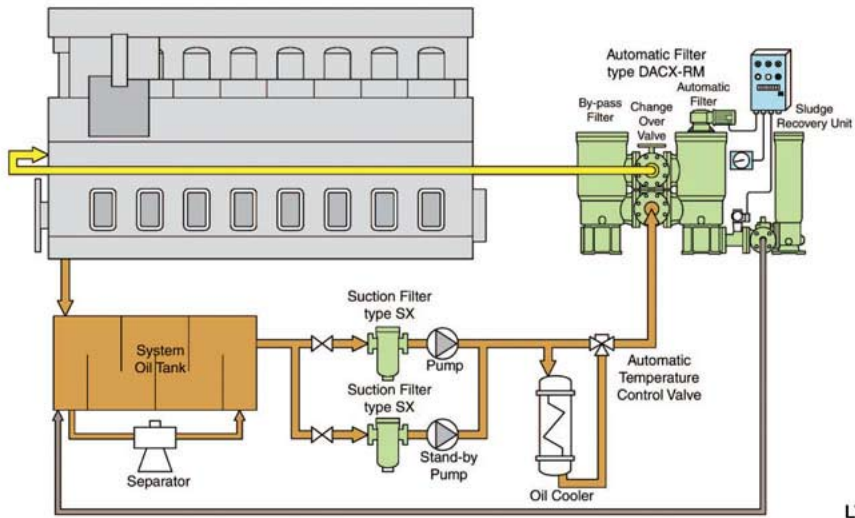 Automatic Filter
type DACX-RM
By-pass
Filter
Change
Over
Valve
Automatic
Filter
Sludge
Recovery Unit
Suction Filter
type SX
Pump
System
Oil Tank
Automatic
Temperature
Control Valve
Suction Filter
type SX
Stand-by
Pump
Separator
Oil Cooler